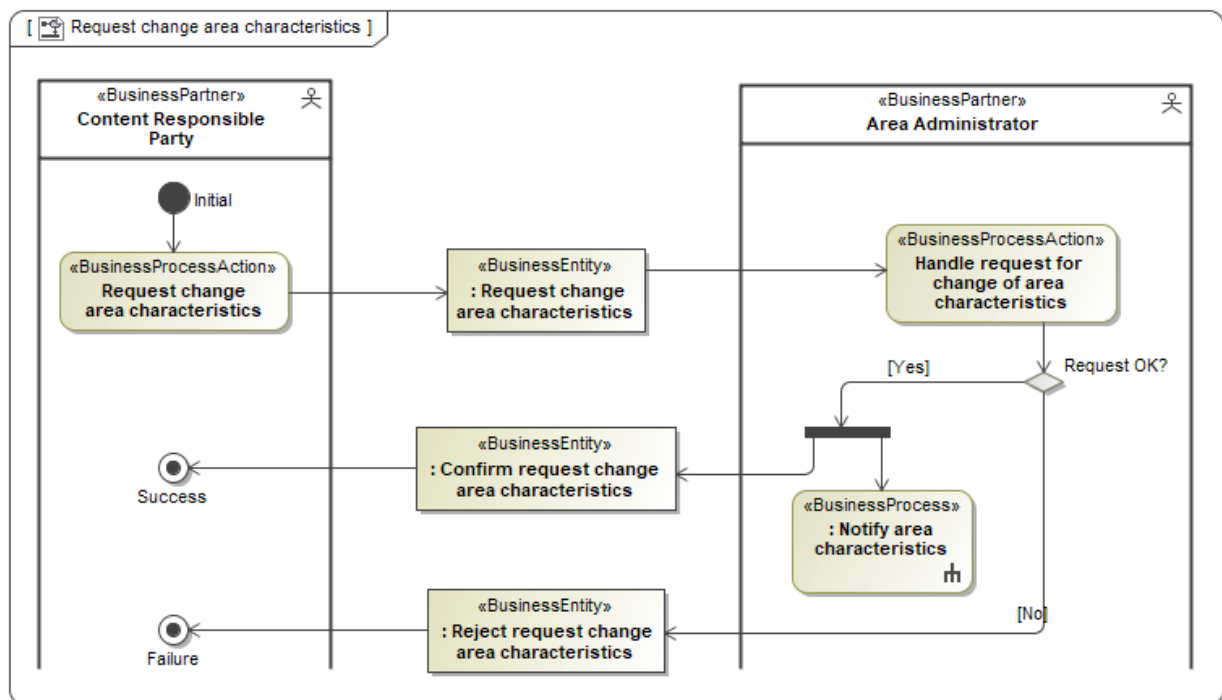 [ Request change area characteristics ]
«BusinessPartner»
Content Responsible
Party
«BusinessPartner»
Area Administrator
Initial
«BusinessProcessAction»
Request change
area characteristics
«BusinessEntity»
: Request change
area characteristics
«BusinessProcessAction»
Handle request for
change of area
characteristics
Request OK?
[Yes]
«BusinessEntity»
: Confirm request change
area characteristics
Success
«BusinessProcess»
: Notify area
characteristics
[No]
«BusinessEntity»
: Reject request change
area characteristics
Failure